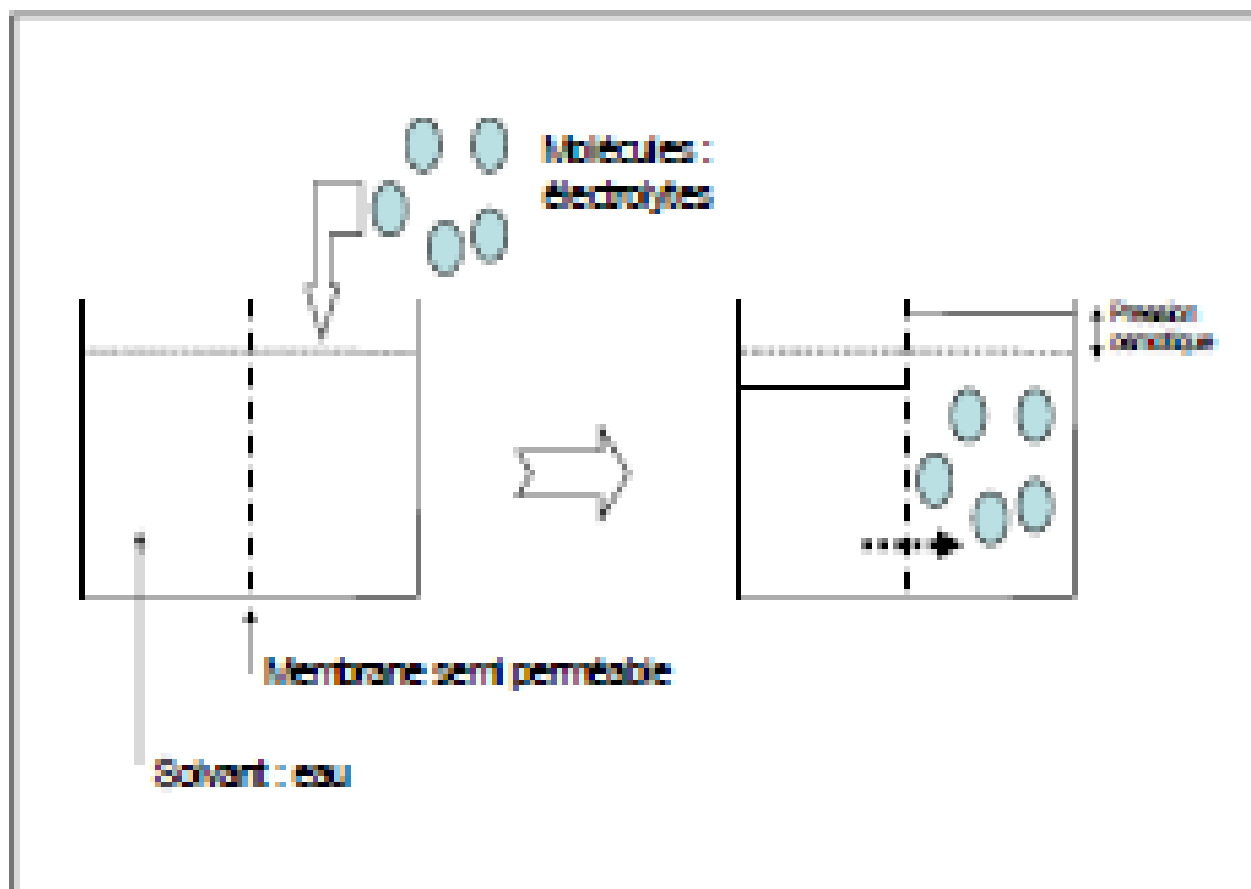 Molécules :
électrolytes
Pression
osmotique
Membrane semi perméable
Solvant : eau